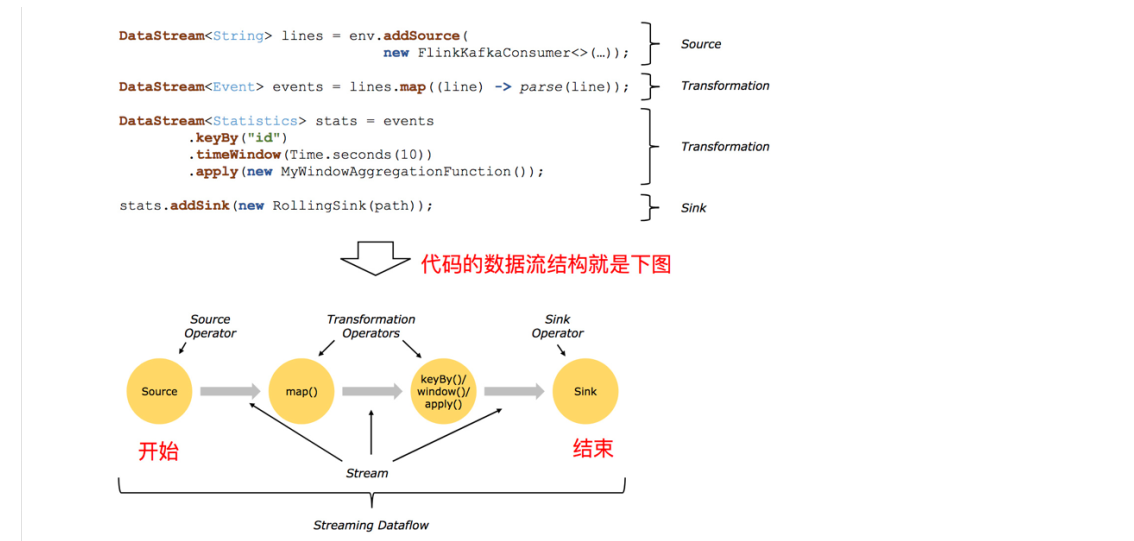 DataStream<String> lines = env.addSource(
new FlinkKafkaConsumer<>(…));
Source
DataStream<Event> events = lines.map((line) -> parse(line));
Transformation
DataStream<Statistics> stats = events
.keyBy("id")
.timeWindow(Time.seconds(10))
.apply(new MyWindowAggregationFunction());
Transformation
stats.addSink(new RollingSink(path));
Sink
代码的数据流结构就是下图
Source
Operator
Transformation
Operators
Sink
Operator
Source
map()
keyBy()/
window()/
apply()
Sink
开始
结束
Stream
Streaming Dataflow